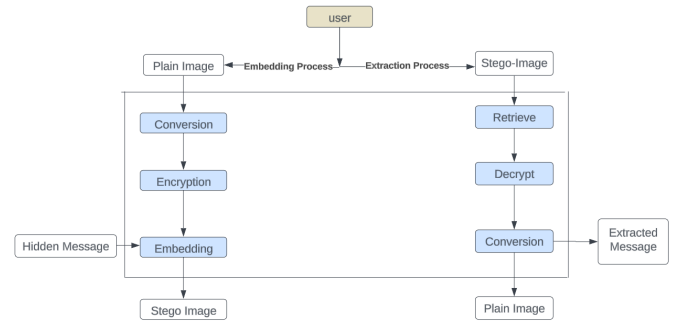 user
Plain Image
Embedding Process
Extraction Process
Stego-Image
Conversion
Retrieve
Encryption
Decrypt
Hidden Message
Embedding
Conversion
Extracted
Message
Stego Image
Plain Image